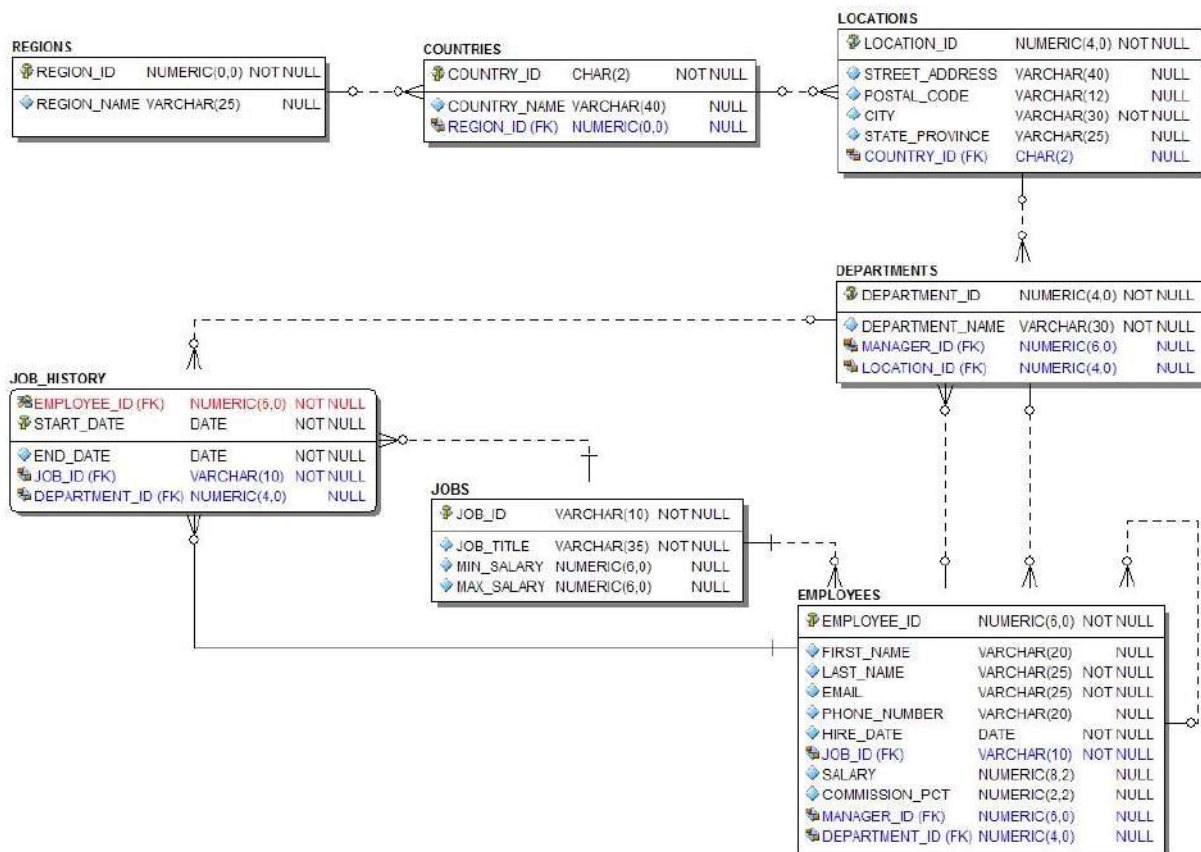 REGIONS
REGION_ID NUMERIC(0,0) NOT NULL
REGION_NAME VARCHAR(25) NULL
COUNTRIES
COUNTRY_ID CHAR(2) NOT NULL
COUNTRY_NAME VARCHAR(40) NULL
REGION_ID (FK) NUMERIC(0,0) NULL
LOCATIONS
LOCATION_ID NUMERIC(4,0) NOT NULL
STREET_ADDRESS VARCHAR(40) NULL
POSTAL_CODE VARCHAR(12) NULL
CITY VARCHAR(30) NOT NULL
STATE_PROVINCE VARCHAR(25) NULL
COUNTRY_ID (FK) CHAR(2) NULL
DEPARTMENTS
DEPARTMENT_ID NUMERIC(4,0) NOT NULL
DEPARTMENT_NAME VARCHAR(30) NOT NULL
MANAGER_ID (FK) NUMERIC(6,0) NULL
LOCATION_ID (FK) NUMERIC(4,0) NULL
JOB_HISTORY
EMPLOYEE_ID (FK) NUMERIC(6,0) NOT NULL
START_DATE DATE NOT NULL
END_DATE DATE NOT NULL
JOB_ID (FK) VARCHAR(10) NOT NULL
DEPARTMENT_ID (FK) NUMERIC(4,0) NULL
JOBS
JOB_ID VARCHAR(10) NOT NULL
JOB_TITLE VARCHAR(35) NOT NULL
MIN_SALARY NUMERIC(6,0) NULL
MAX_SALARY NUMERIC(6,0) NULL
EMPLOYEES
EMPLOYEE_ID NUMERIC(6,0) NOT NULL
FIRST_NAME VARCHAR(20) NULL
LAST_NAME VARCHAR(25) NOT NULL
EMAIL VARCHAR(25) NOT NULL
PHONE_NUMBER VARCHAR(20) NULL
HIRE_DATE DATE NOT NULL
JOB_ID (FK) VARCHAR(10) NOT NULL
SALARY NUMERIC(8,2) NULL
COMMISSION_PCT NUMERIC(2,2) NULL
MANAGER_ID (FK) NUMERIC(6,0) NULL
DEPARTMENT_ID (FK) NUMERIC(4,0) NULL